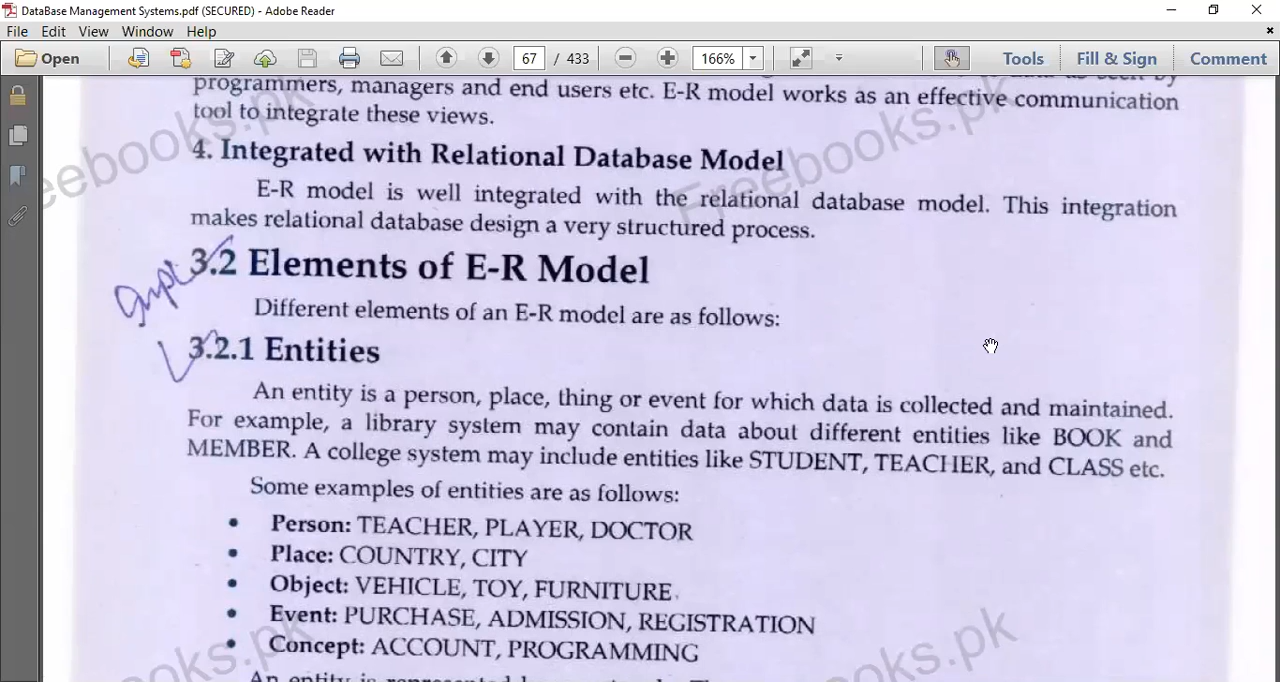 DataBase Management Systems.pdf (SECURED) - Adobe Reader
File Edit View Window Help
Open 67 / 433 166% Tools Fill & Sign Comment
programmers, managers and end users etc. E-R model works as an effective communication
tool to integrate these views.
4. Integrated with Relational Database Model
E-R model is well integrated with the relational database model. This integration
makes relational database design a very structured process.
3.2 Elements of E-R Model
Different elements of an E-R model are as follows:
3.2.1 Entities
An entity is a person, place, thing or event for which data is collected and maintained.
For example, a library system may contain data about different entities like BOOK and
MEMBER. A college system may include entities like STUDENT, TEACHER, and CLASS etc.
Some examples of entities are as follows:
• Person: TEACHER, PLAYER, DOCTOR
• Place: COUNTRY, CITY
• Object: VEHICLE, TOY, FURNITURE
• Event: PURCHASE, ADMISSION, REGISTRATION
• Concept: ACCOUNT, PROGRAMMING
Freebooks.pk